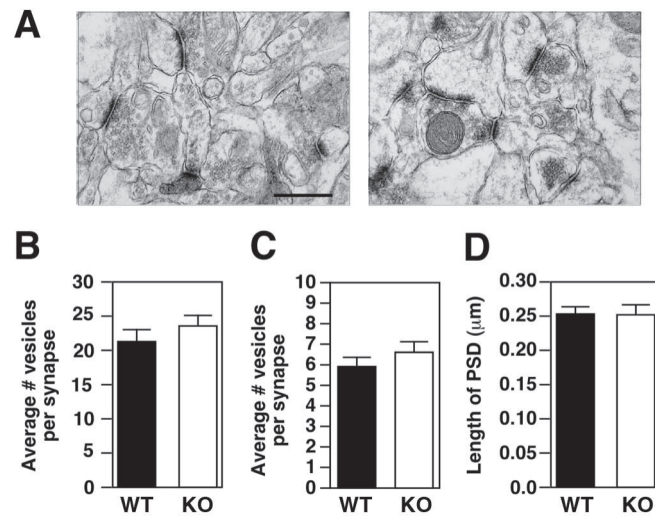 A
B
C
D
Average # vesicles
per synapse
30
25
20
15
10
5
0
WT KO
Average # vesicles
per synapse
10
9
8
7
6
5
4
3
2
1
0
WT KO
Length of PSD (μm)
0.30
0.25
0.20
0.15
0.10
0.05
0.0
WT KO